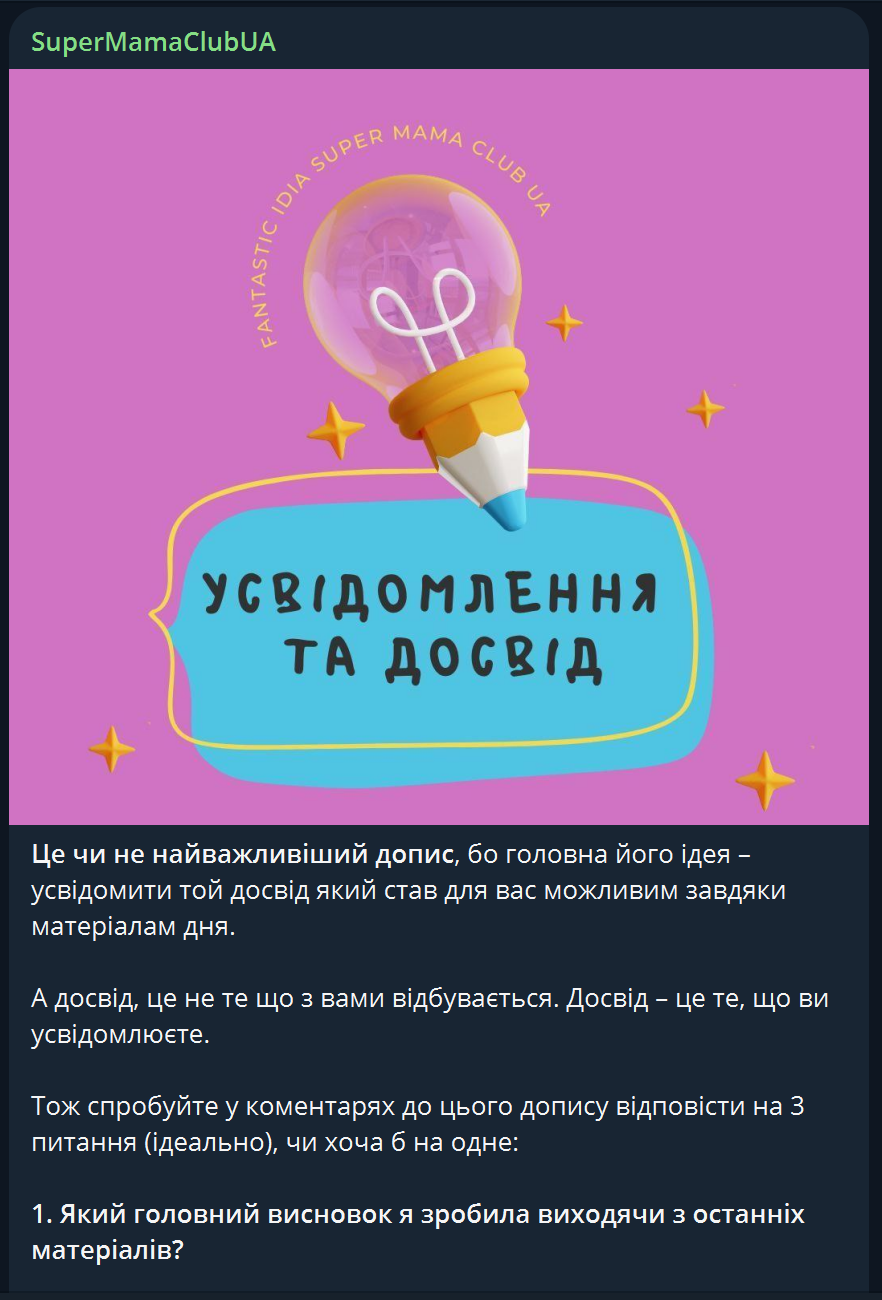 SuperMamaClubUA
FANTASTIC IDIA SUPER MAMA CLUB UA
УСВІДОМЛЕННЯ
ТА ДОСВІД
Це чи не найважливіший допис, бо головна його ідея –
усвідомити той досвід який став для вас можливим завдяки
матеріалам дня.
А досвід, це не те що з вами відбувається. Досвід – це те, що ви
усвідомлюєте.
Тож спробуйте у коментарях до цього допису відповісти на 3
питання (ідеально), чи хоча б на одне:
1. Який головний висновок я зробила виходячи з останніх
матеріалів?